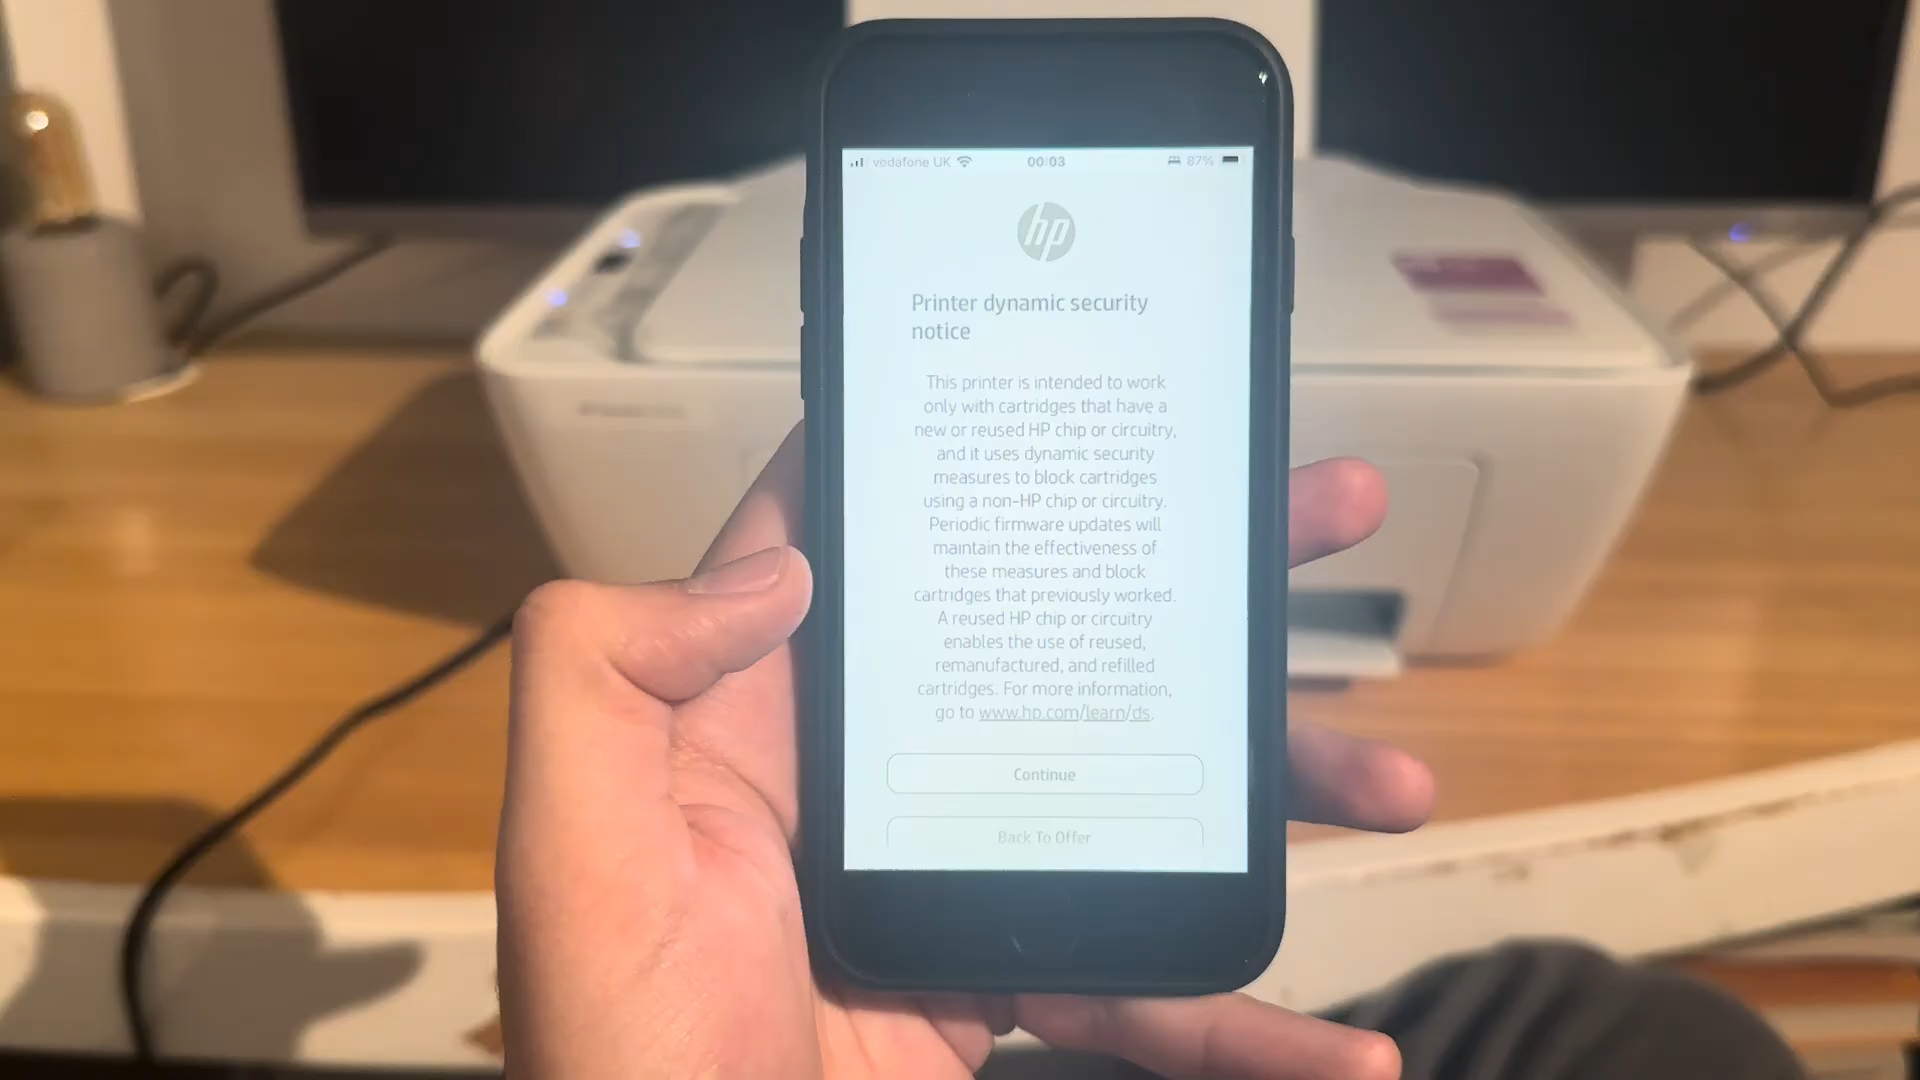 vodafone UK
00:03
87%
hp
Printer dynamic security
notice
This printer is intended to work
only with cartridges that have a
new or reused HP chip or circuitry,
and it uses dynamic security
measures to block cartridges
using a non-HP chip or circuitry.
Periodic firmware updates will
maintain the effectiveness of
these measures and block
cartridges that previously worked.
A reused HP chip or circuitry
enables the use of reused,
remanufactured, and refilled
cartridges. For more information,
go to www.hp.com/learn/ds.
Continue
Back To Offer